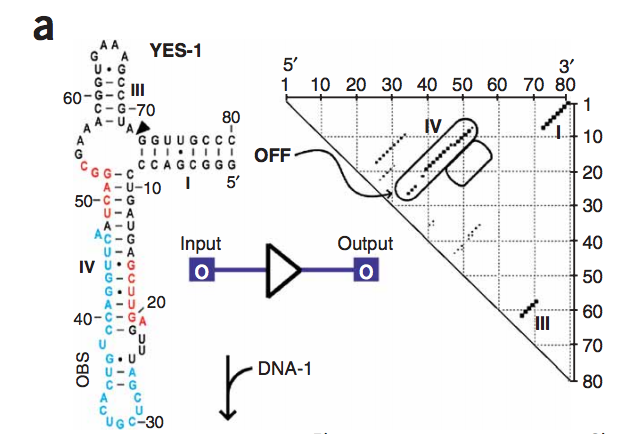 a
YES-1
A A
G A
U G
G C
G C
C G
A U
III
60
70
A
A
G
C
A
80
G G U U G C C C
C C A G C G G G
I
5′
G G C
50
10
A U
C G
U A
A U
A
C G
U A
U G
G C
G U
A U
C G
C G
IV
20
A
40
U
U
U
G U
U A
C G
A C
C U
A C
U G C
30
OBS
5′
3′
1 10 20 30 40 50 60 70 80
1
10
20
30
40
50
60
70
80
IV
I
III
OFF
Input
Output
O
O
DNA-1